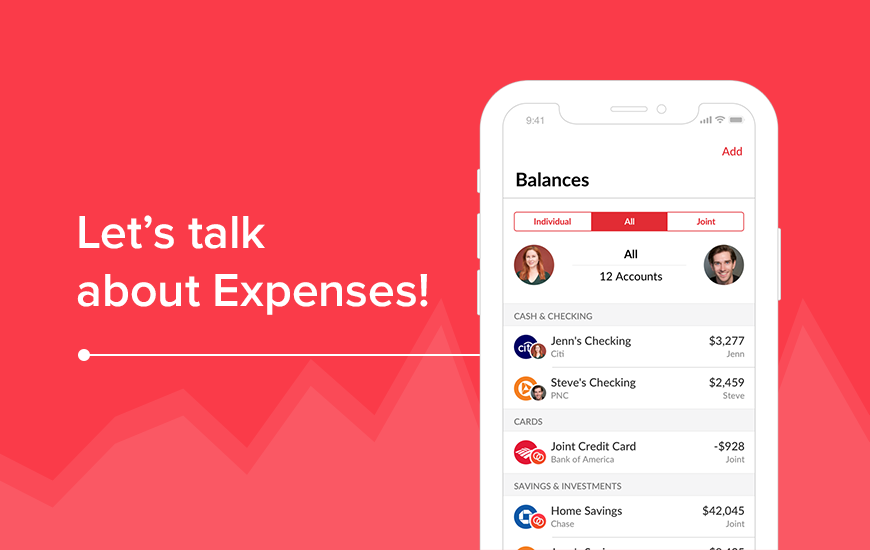 Let's talk
about Expenses!
9:41
Add
Balances
Individual All Joint
All
12 Accounts
CASH & CHECKING
citi Jenn's Checking $3,277
Citi Jenn
Steve's Checking $2,459
PNC Steve
CARDS
Joint Credit Card -$928
Bank of America Joint
SAVINGS & INVESTMENTS
Home Savings $42,045
Chase Joint